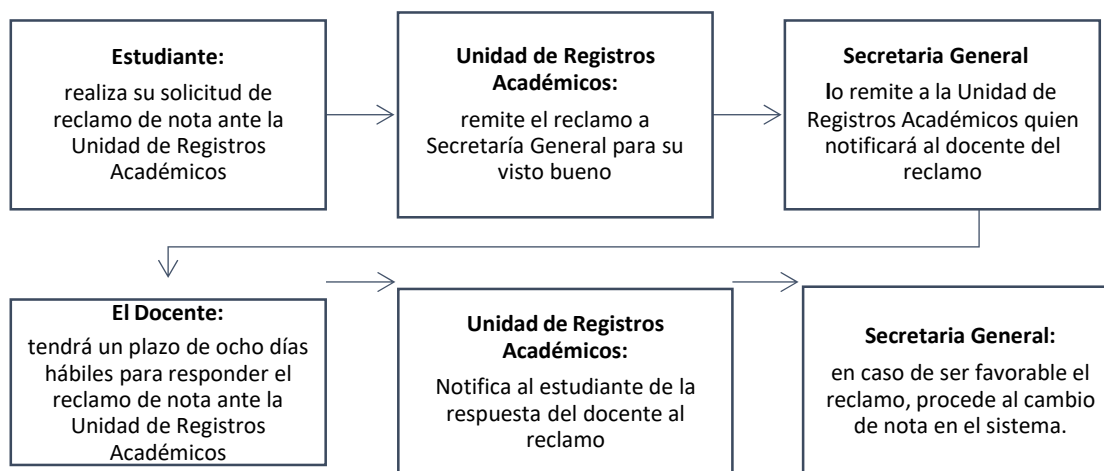 Estudiante:
realiza su solicitud de
reclamo de nota ante la
Unidad de Registros
Académicos
Unidad de Registros
Académicos:
remite el reclamo a
Secretaría General para su
visto bueno
Secretaria General
lo remite a la Unidad de
Registros Académicos quien
notificará al docente del
reclamo
El Docente:
tendrá un plazo de ocho días
hábiles para responder el
reclamo de nota ante la
Unidad de Registros
Académicos
Unidad de Registros
Académicos:
Notifica al estudiante de la
respuesta del docente al
reclamo
Secretaria General:
en caso de ser favorable el
reclamo, procede al cambio
de nota en el sistema.